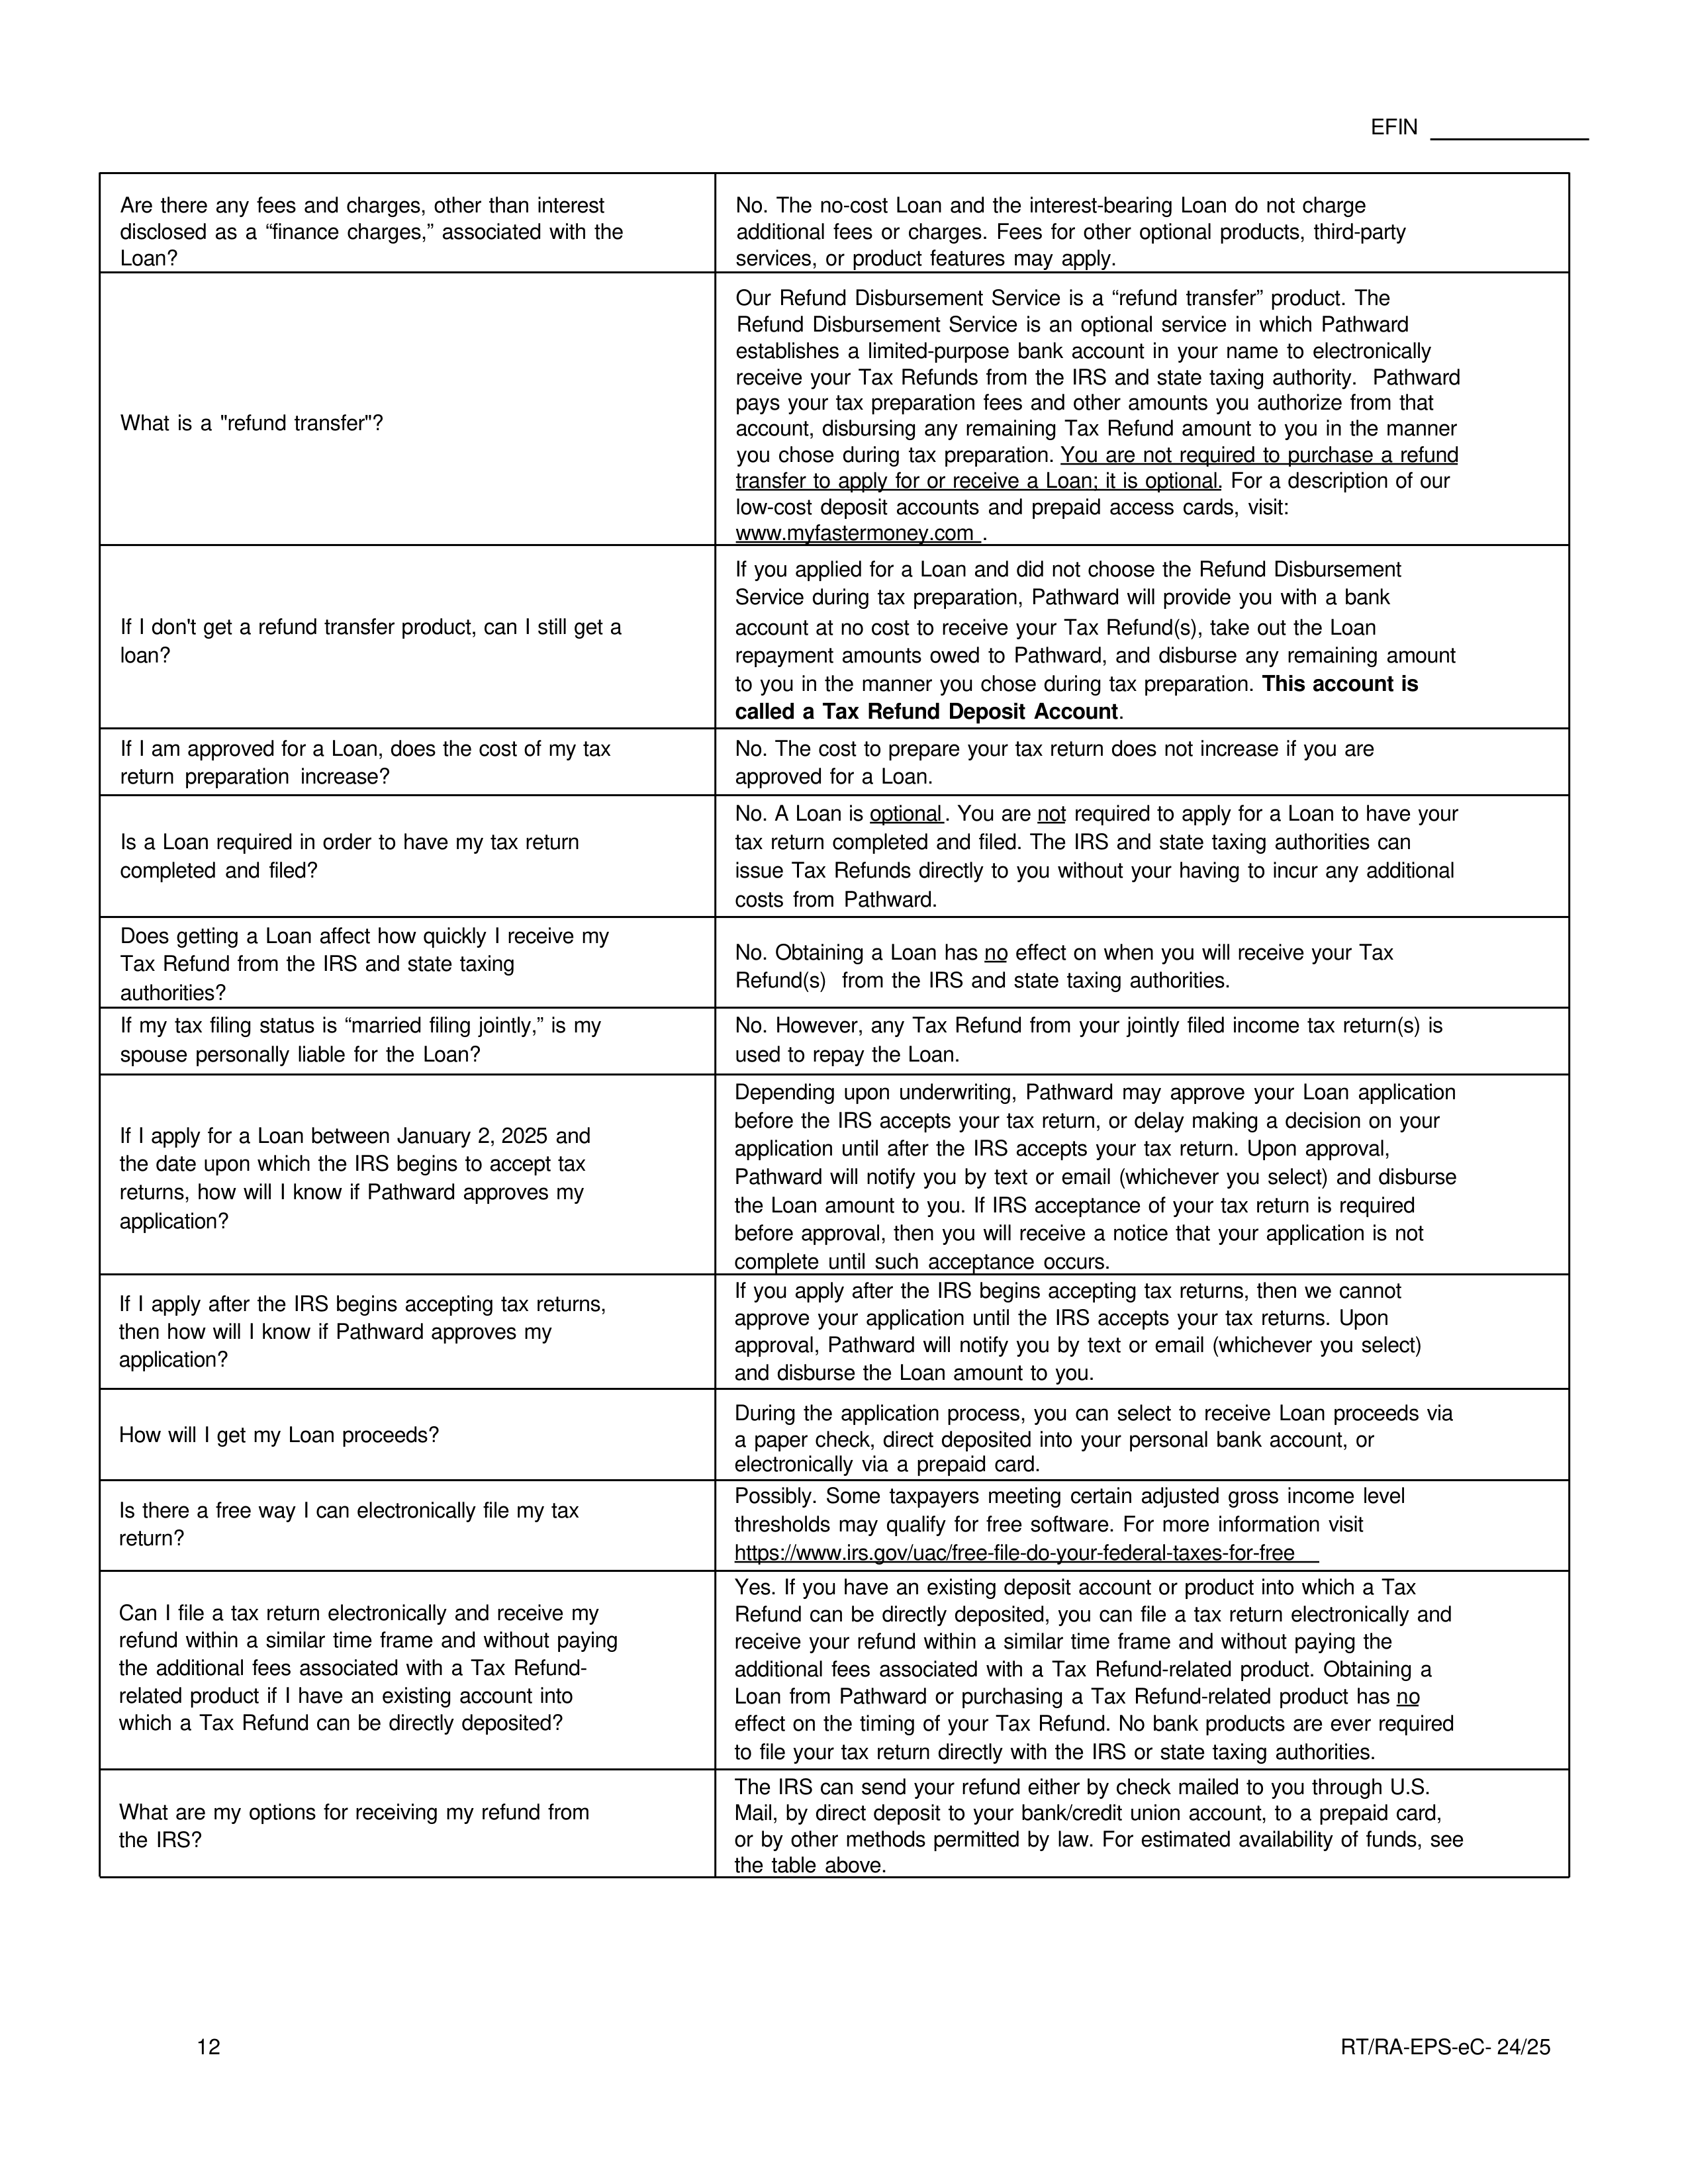 EFIN
Are there any fees and charges, other than interest
disclosed as a “finance charges,” associated with the
Loan?
No. The no-cost Loan and the interest-bearing Loan do not charge
additional fees or charges. Fees for other optional products, third-party
services, or product features may apply.
What is a "refund transfer"?
Our Refund Disbursement Service is a “refund transfer” product. The
Refund Disbursement Service is an optional service in which Pathward
establishes a limited-purpose bank account in your name to electronically
receive your Tax Refunds from the IRS and state taxing authority. Pathward
pays your tax preparation fees and other amounts you authorize from that
account, disbursing any remaining Tax Refund amount to you in the manner
you chose during tax preparation. You are not required to purchase a refund
transfer to apply for or receive a Loan; it is optional. For a description of our
low-cost deposit accounts and prepaid access cards, visit:
www.myfastermoney.com .
If I don't get a refund transfer product, can I still get a
loan?
If you applied for a Loan and did not choose the Refund Disbursement
Service during tax preparation, Pathward will provide you with a bank
account at no cost to receive your Tax Refund(s), take out the Loan
repayment amounts owed to Pathward, and disburse any remaining amount
to you in the manner you chose during tax preparation. This account is
called a Tax Refund Deposit Account.
If I am approved for a Loan, does the cost of my tax
return preparation increase?
No. The cost to prepare your tax return does not increase if you are
approved for a Loan.
Is a Loan required in order to have my tax return
completed and filed?
No. A Loan is optional. You are not required to apply for a Loan to have your
tax return completed and filed. The IRS and state taxing authorities can
issue Tax Refunds directly to you without your having to incur any additional
costs from Pathward.
Does getting a Loan affect how quickly I receive my
Tax Refund from the IRS and state taxing
authorities?
No. Obtaining a Loan has no effect on when you will receive your Tax
Refund(s) from the IRS and state taxing authorities.
If my tax filing status is “married filing jointly,” is my
spouse personally liable for the Loan?
No. However, any Tax Refund from your jointly filed income tax return(s) is
used to repay the Loan.
If I apply for a Loan between January 2, 2025 and
the date upon which the IRS begins to accept tax
returns, how will I know if Pathward approves my
application?
Depending upon underwriting, Pathward may approve your Loan application
before the IRS accepts your tax return, or delay making a decision on your
application until after the IRS accepts your tax return. Upon approval,
Pathward will notify you by text or email (whichever you select) and disburse
the Loan amount to you. If IRS acceptance of your tax return is required
before approval, then you will receive a notice that your application is not
complete until such acceptance occurs.
If I apply after the IRS begins accepting tax returns,
then how will I know if Pathward approves my
application?
If you apply after the IRS begins accepting tax returns, then we cannot
approve your application until the IRS accepts your tax returns. Upon
approval, Pathward will notify you by text or email (whichever you select)
and disburse the Loan amount to you.
How will I get my Loan proceeds?
During the application process, you can select to receive Loan proceeds via
a paper check, direct deposited into your personal bank account, or
electronically via a prepaid card.
Is there a free way I can electronically file my tax
return?
Possibly. Some taxpayers meeting certain adjusted gross income level
thresholds may qualify for free software. For more information visit
https://www.irs.gov/uac/free-file-do-your-federal-taxes-for-free
Can I file a tax return electronically and receive my
refund within a similar time frame and without paying
the additional fees associated with a Tax Refund-
related product if I have an existing account into
which a Tax Refund can be directly deposited?
Yes. If you have an existing deposit account or product into which a Tax
Refund can be directly deposited, you can file a tax return electronically and
receive your refund within a similar time frame and without paying the
additional fees associated with a Tax Refund-related product. Obtaining a
Loan from Pathward or purchasing a Tax Refund-related product has no
effect on the timing of your Tax Refund. No bank products are ever required
to file your tax return directly with the IRS or state taxing authorities.
What are my options for receiving my refund from
the IRS?
The IRS can send your refund either by check mailed to you through U.S.
Mail, by direct deposit to your bank/credit union account, to a prepaid card,
or by other methods permitted by law. For estimated availability of funds, see
the table above.
12
RT/RA-EPS-eC- 24/25